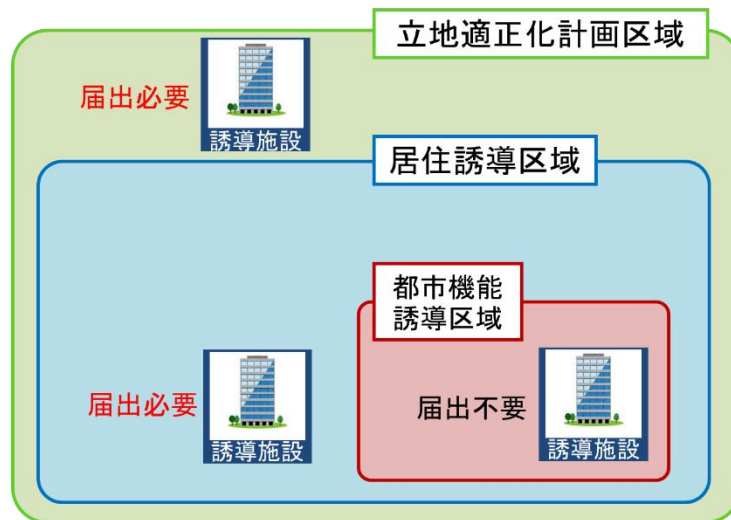 立地適正化計画区域
届出必要
誘導施設
居住誘導区域
都市機能
誘導区域
届出必要
誘導施設
届出不要
誘導施設